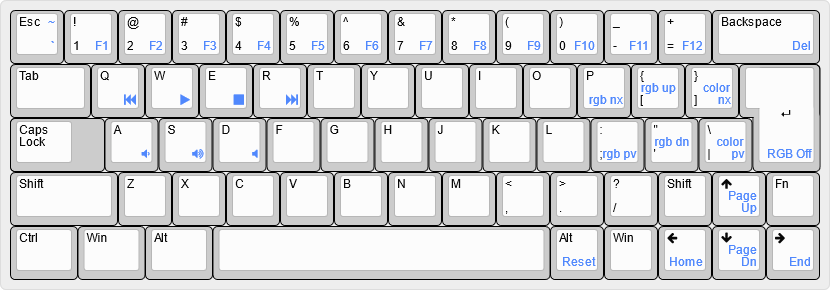 Esc ~ ! @ # $ % ^ & * ( ) _ + Backspace
` 1 F1 2 F2 3 F3 4 F4 5 F5 6 F6 7 F7 8 F8 9 F9 0 F10 - F11 = F12 Del
Tab Q W E R T Y U I O P { }
rgb up color
rgb nx [ ] nx
↵
Caps A S D F G H J K L : " \
Lock
rgb dn color
;rgb pv ' | pv RGB Off
Shift Z X C V B N M < > ? Shift Fn
Page
, . / Up
Ctrl Win Alt Alt Win
Page
Reset Home Dn End